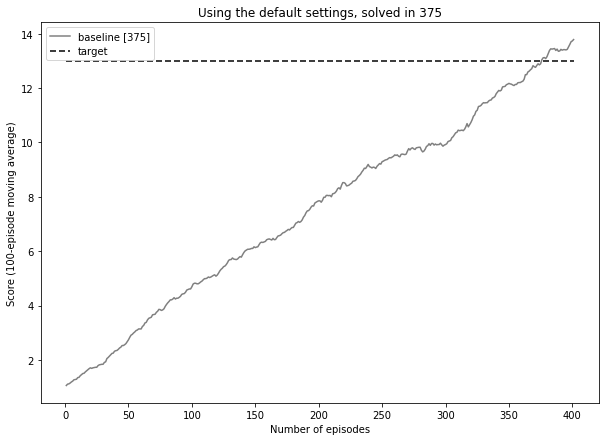 Using the default settings, solved in 375
baseline [375]
target
Score (100-episode moving average)
14
12
10
8
6
4
2
0 50 100 150 200 250 300 350 400
Number of episodes